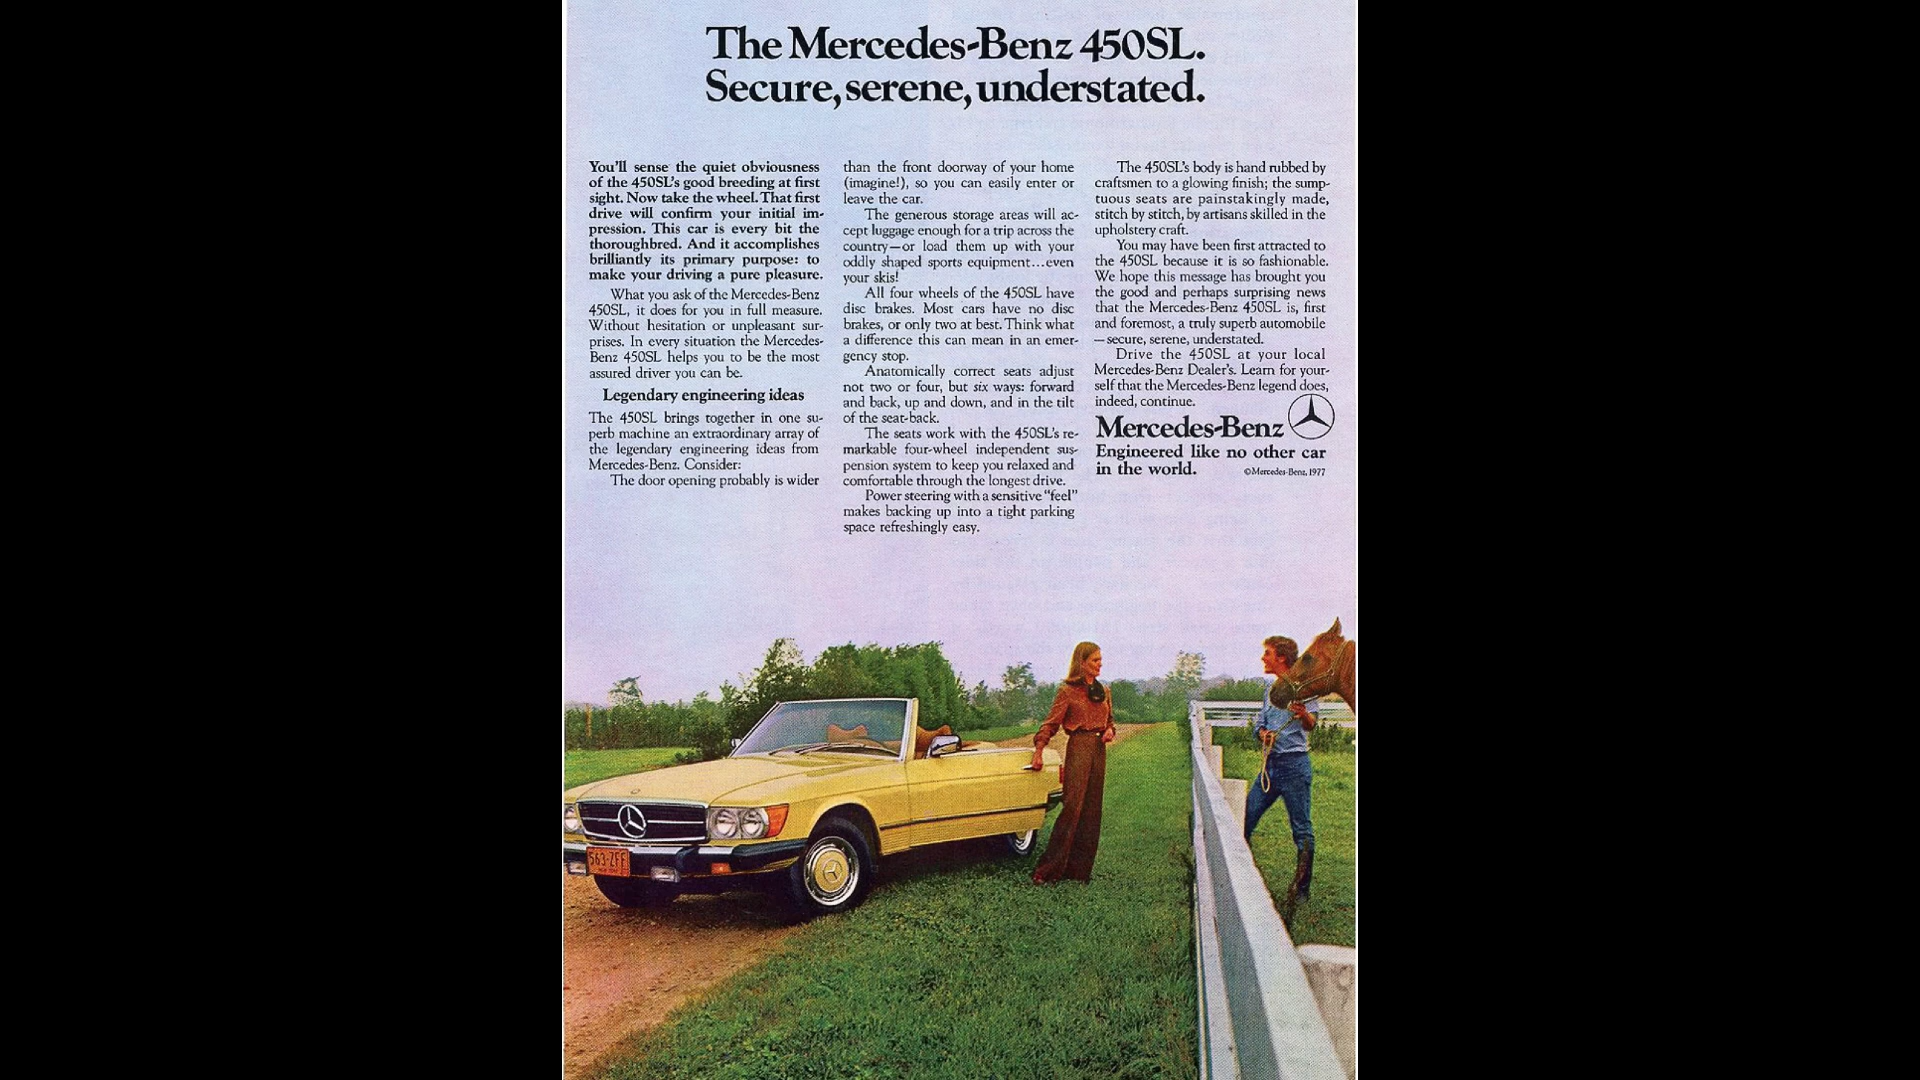 The Mercedes-Benz 450SL.
Secure, serene, understated.
You'll sense the quiet obviousness
of the 450SL's good breeding at first
sight. Now take the wheel. That first
drive will confirm your initial im-
pression. This car is every bit the
thoroughbred. And it accomplishes
brilliantly its primary purpose: to
make your driving a pure pleasure.
What you ask of the Mercedes-Benz
450SL, it does for you in full measure.
Without hesitation or unpleasant sur-
prises. In every situation the Mercedes-
Benz 450SL helps you to be the most
assured driver you can be.
Legendary engineering ideas
The 450SL brings together in one su-
perb machine an extraordinary array of
the legendary engineering ideas from
Mercedes-Benz. Consider:
The door opening probably is wider
than the front doorway of your home
(imagine!), so you can easily enter or
leave the car.
The generous storage areas will ac-
cept luggage enough for a trip across the
country—or load them up with your
oddly shaped sports equipment...even
your skis!
All four wheels of the 450SL have
disc brakes. Most cars have no disc
brakes, or only two at best. Think what
a difference this can mean in an emer-
gency stop.
Anatomically correct seats adjust
not two or four, but six ways: forward
and back, up and down, and in the tilt
of the seat-back.
The seats work with the 450SL's re-
markable four-wheel independent sus-
pension system to keep you relaxed and
comfortable through the longest drive.
Power steering with a sensitive "feel"
makes backing up into a tight parking
space refreshingly easy.
The 450SL's body is hand rubbed by
craftsmen to a glowing finish; the sump-
tuous seats are painstakingly made,
stitch by stitch, by artisans skilled in the
upholstery craft.
You may have been first attracted to
the 450SL because it is so fashionable.
We hope this message has brought you
the good and perhaps surprising news
that the Mercedes-Benz 450SL is, first
and foremost, a truly superb automobile
—secure, serene, understated.
Drive the 450SL at your local
Mercedes-Benz Dealer's. Learn for your-
self that the Mercedes-Benz legend does,
indeed, continue.
Mercedes-Benz
Engineered like no other car
in the world.
©Mercedes-Benz, 1977
563-ZFF